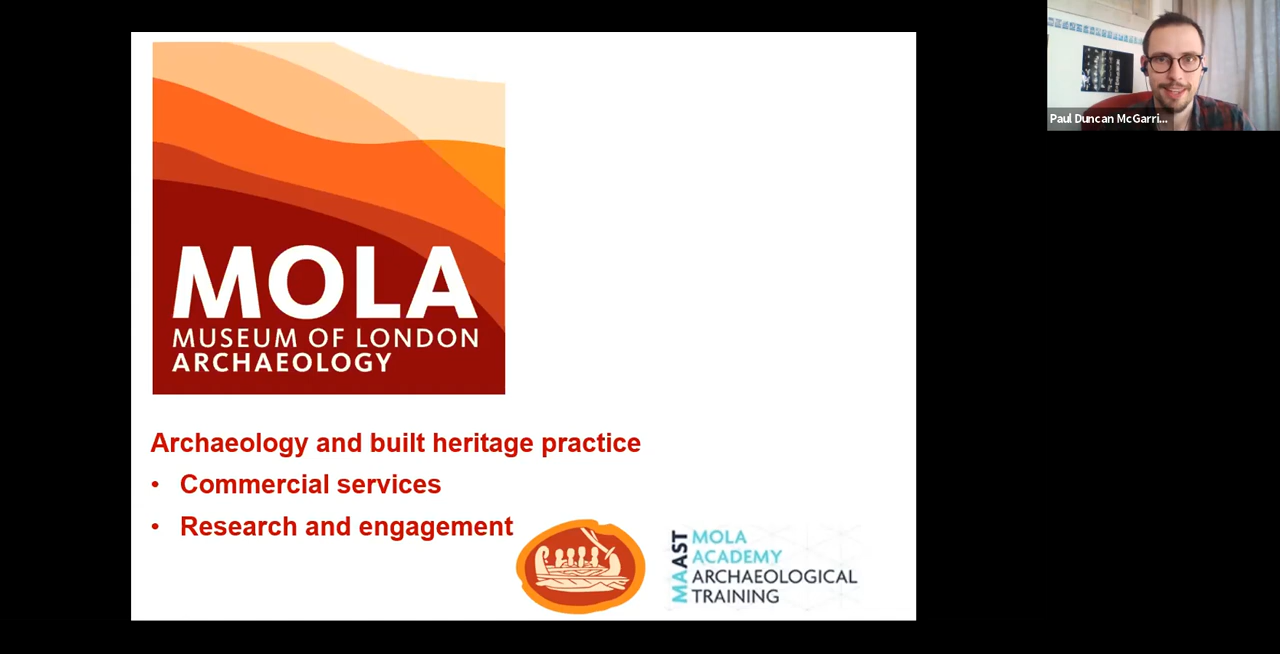 MOLA
MUSEUM OF LONDON
ARCHAEOLOGY
Archaeology and built heritage practice
• Commercial services
• Research and engagement
MAAST
MOLA
ACADEMY
ARCHAEOLOGICAL
TRAINING
Paul Duncan McGarri...